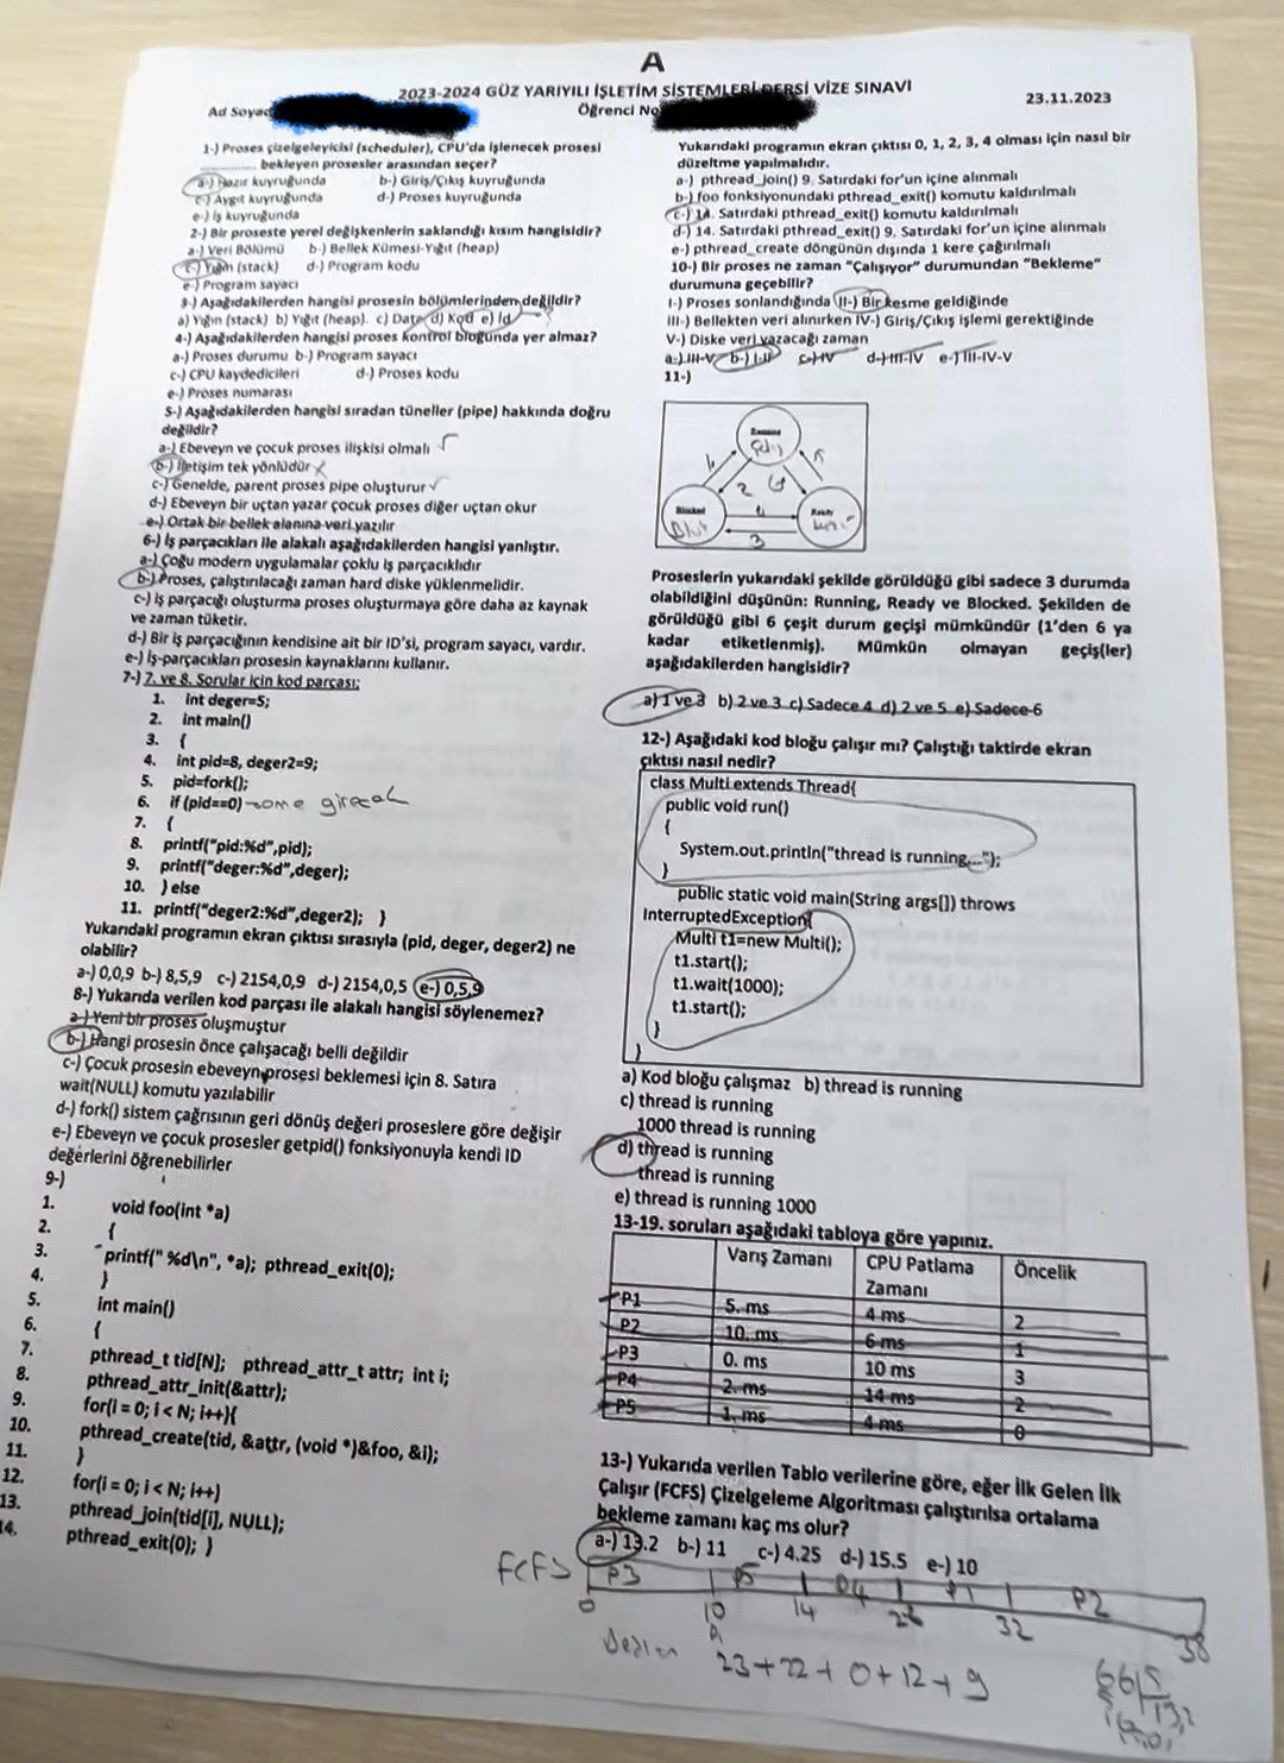 A
2023-2024 GÜZ YARIYILI İŞLETİM SİSTEMLERİ DERSİ VİZE SINAVI
23.11.2023
Ad Soyad
Öğrenci No
1-) Proses çizelgeleyicisi (scheduler), CPU'da işlenecek prosesi
............ bekleyen prosesler arasından seçer?
a-) Hazır kuyruğunda b-) Giriş/Çıkış kuyruğunda
c-) Aygıt kuyruğunda d-) Proses kuyruğunda
e-) İş kuyruğunda
2-) Bir proseste yerel değişkenlerin saklandığı kısım hangisidir?
a-) Veri Bölümü b-) Bellek Kümesi-Yığıt (heap)
c-) Yığın (stack) d-) Program kodu
e-) Program sayacı
3-) Aşağıdakilerden hangisi prosesin bölümlerinden değildir?
a) Yığın (stack) b) Yığıt (heap). c) Data d) Kod e) Id
4-) Aşağıdakilerden hangisi proses kontrol bloğunda yer almaz?
a-) Proses durumu b-) Program sayacı
c-) CPU kaydedicileri d-) Proses kodu
e-) Proses numarası
5-) Aşağıdakilerden hangisi sıradan tüneller (pipe) hakkında doğru
değildir?
a-) Ebeveyn ve çocuk proses ilişkisi olmalı
b-) İletişim tek yönlüdür
c-) Genelde, parent proses pipe oluşturur
d-) Ebeveyn bir uçtan yazar çocuk proses diğer uçtan okur
e-) Ortak bir bellek alanına veri yazılır
6-) İş parçacıkları ile alakalı aşağıdakilerden hangisi yanlıştır.
a-) Çoğu modern uygulamalar çoklu iş parçacıklıdır
b-) Proses, çalıştırılacağı zaman hard diske yüklenmelidir.
c-) iş parçacığı oluşturma proses oluşturmaya göre daha az kaynak
ve zaman tüketir.
d-) Bir iş parçacığının kendisine ait bir ID'si, program sayacı, vardır.
e-) İş-parçacıkları prosesin kaynaklarını kullanır.
7-) 7. ve 8. Sorular için kod parçası:
1. int deger=5;
2. int main()
3. {
4. int pid=8, deger2=9;
5. pid=fork();
6. if (pid==0) girecek
7. {
8. printf("pid:%d",pid);
9. printf("deger:%d",deger);
10. } else
11. printf("deger2:%d",deger2); }
Yukarıdaki programın ekran çıktısı sırasıyla (pid, deger, deger2) ne
olabilir?
a-) 0,0,9 b-) 8,5,9 c-) 2154,0,9 d-) 2154,0,5 e-) 0,5,9
8-) Yukarıda verilen kod parçası ile alakalı hangisi söylenemez?
a-) Yeni bir proses oluşmuştur
b-) Hangi prosesin önce çalışacağı belli değildir
c-) Çocuk prosesin ebeveyn prosesi beklemesi için 8. Satıra
wait(NULL) komutu yazılabilir
d-) fork() sistem çağrısının geri dönüş değeri proseslere göre değişir
e-) Ebeveyn ve çocuk prosesler getpid() fonksiyonuyla kendi ID
değerlerini öğrenebilirler
9-)
1. void foo(int *a)
2. {
3. printf(" %d\n", *a); pthread_exit(0);
4. }
5. int main()
6. {
7. pthread_t tid[N]; pthread_attr_t attr; int i;
8. pthread_attr_init(&attr);
9. for(i = 0; i < N; i++){
10. pthread_create(tid, &attr, (void *)&foo, &i);
11. }
12. for(i = 0; i < N; i++)
13. pthread_join(tid[i], NULL);
14. pthread_exit(0); }
Yukarıdaki programın ekran çıktısı 0, 1, 2, 3, 4 olması için nasıl bir
düzeltme yapılmalıdır.
a-) pthread_join() 9. Satırdaki for'un içine alınmalı
b-) foo fonksiyonundaki pthread_exit() komutu kaldırılmalı
c-) 14. Satırdaki pthread_exit() komutu kaldırılmalı
d-) 14. Satırdaki pthread_exit() 9. Satırdaki for'un içine alınmalı
e-) pthread_create döngünün dışında 1 kere çağırılmalı
10-) Bir proses ne zaman "Çalışıyor" durumundan "Bekleme"
durumuna geçebilir?
I-) Proses sonlandığında II-) Bir kesme geldiğinde
III-) Bellekten veri alınırken IV-) Giriş/Çıkış işlemi gerektiğinde
V-) Diske veri yazacağı zaman
a-) III-V b-) I-II c-) IV d-) III-IV e-) III-IV-V
11-)
Running
2
Blocked
Ready
3
Proseslerin yukarıdaki şekilde görüldüğü gibi sadece 3 durumda
olabildiğini düşünün: Running, Ready ve Blocked. Şekilden de
görüldüğü gibi 6 çeşit durum geçişi mümkündür (1'den 6 ya
kadar etiketlenmiş). Mümkün olmayan geçiş(ler)
aşağıdakilerden hangisidir?
a) 1 ve 3 b) 2 ve 3 c) Sadece 4 d) 2 ve 5 e) Sadece 6
12-) Aşağıdaki kod bloğu çalışır mı? Çalıştığı taktirde ekran
çıktısı nasıl nedir?
class Multi extends Thread{
public void run()
{
System.out.println("thread is running...");
}
public static void main(String args[]) throws
InterruptedException{
Multi t1=new Multi();
t1.start();
t1.wait(1000);
t1.start();
}
}
a) Kod bloğu çalışmaz b) thread is running
c) thread is running
1000 thread is running
d) thread is running
thread is running
e) thread is running 1000
13-19. soruları aşağıdaki tabloya göre yapınız.
Varış Zamanı CPU Patlama Zamanı Öncelik
P1 5. ms 4 ms 2
P2 10. ms 6 ms 1
P3 0. ms 10 ms 3
P4 2. ms 14 ms 2
P5 1. ms 4 ms 0
13-) Yukarıda verilen Tablo verilerine göre, eğer İlk Gelen İlk
Çalışır (FCFS) Çizelgeleme Algoritması çalıştırılsa ortalama
bekleme zamanı kaç ms olur?
a-) 13.2 b-) 11 c-) 4.25 d-) 15.5 e-) 10
FCFS P3 P5 P4 P1 P2
0 10 14 28 32 38
23+22+0+12+9
66 5